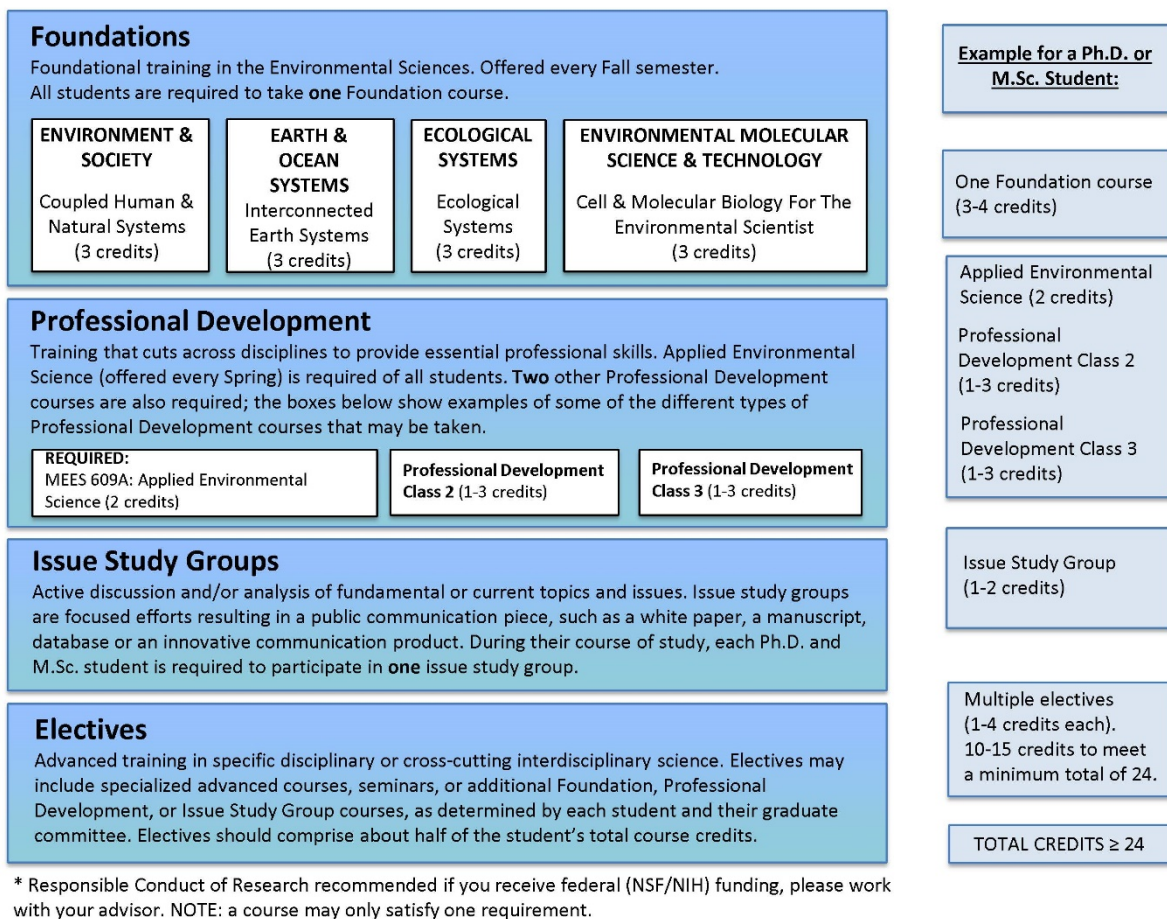 Foundations
Foundational training in the Environmental Sciences. Offered every Fall semester.
All students are required to take one Foundation course.
ENVIRONMENT &
SOCIETY
Coupled Human &
Natural Systems
(3 credits)
EARTH &
OCEAN
SYSTEMS
Interconnected
Earth Systems
(3 credits)
ECOLOGICAL
SYSTEMS
Ecological
Systems
(3 credits)
ENVIRONMENTAL MOLECULAR
SCIENCE & TECHNOLOGY
Cell & Molecular Biology For The
Environmental Scientist
(3 credits)
Professional Development
Training that cuts across disciplines to provide essential professional skills. Applied Environmental
Science (offered every Spring) is required of all students. Two other Professional Development
courses are also required; the boxes below show examples of some of the different types of
Professional Development courses that may be taken.
REQUIRED:
MEES 609A: Applied Environmental
Science (2 credits)
Professional Development
Class 2 (1-3 credits)
Professional Development
Class 3 (1-3 credits)
Issue Study Groups
Active discussion and/or analysis of fundamental or current topics and issues. Issue study groups
are focused efforts resulting in a public communication piece, such as a white paper, a manuscript,
database or an innovative communication product. During their course of study, each Ph.D. and
M.Sc. student is required to participate in one issue study group.
Electives
Advanced training in specific disciplinary or cross-cutting interdisciplinary science. Electives may
include specialized advanced courses, seminars, or additional Foundation, Professional
Development, or Issue Study Group courses, as determined by each student and their graduate
committee. Electives should comprise about half of the student's total course credits.
* Responsible Conduct of Research recommended if you receive federal (NSF/NIH) funding, please work
with your advisor. NOTE: a course may only satisfy one requirement.
Example for a Ph.D. or
M.Sc. Student:
One Foundation course
(3-4 credits)
Applied Environmental
Science (2 credits)
Professional
Development Class 2
(1-3 credits)
Professional
Development Class 3
(1-3 credits)
Issue Study Group
(1-2 credits)
Multiple electives
(1-4 credits each).
10-15 credits to meet
a minimum total of 24.
TOTAL CREDITS ≥ 24